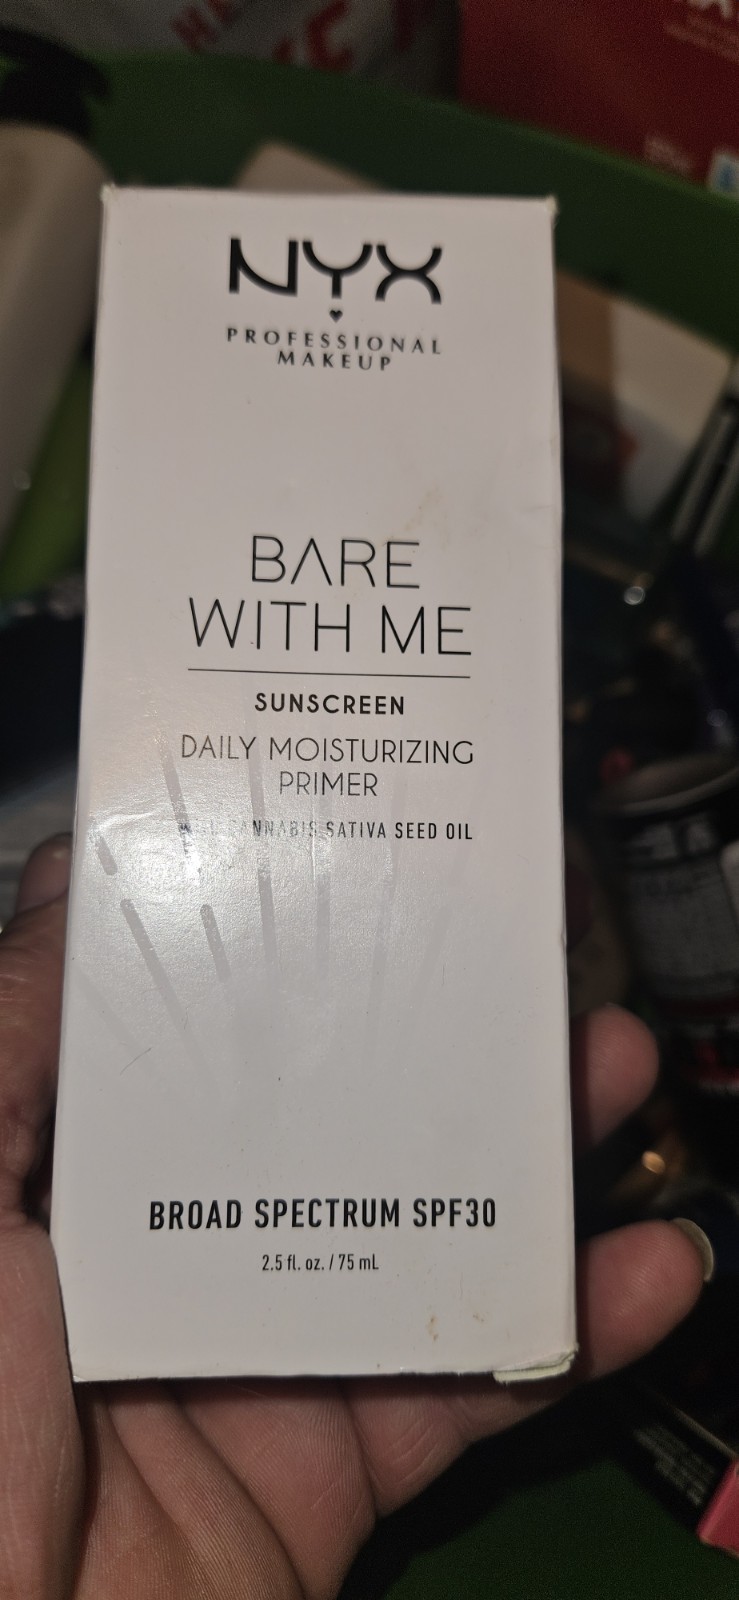 NYX
PROFESSIONAL
MAKEUP
BARE
WITH ME
SUNSCREEN
DAILY MOISTURIZING
PRIMER
CANNABIS SATIVA SEED OIL
BROAD SPECTRUM SPF30
2.5 fl. oz. / 75 mL